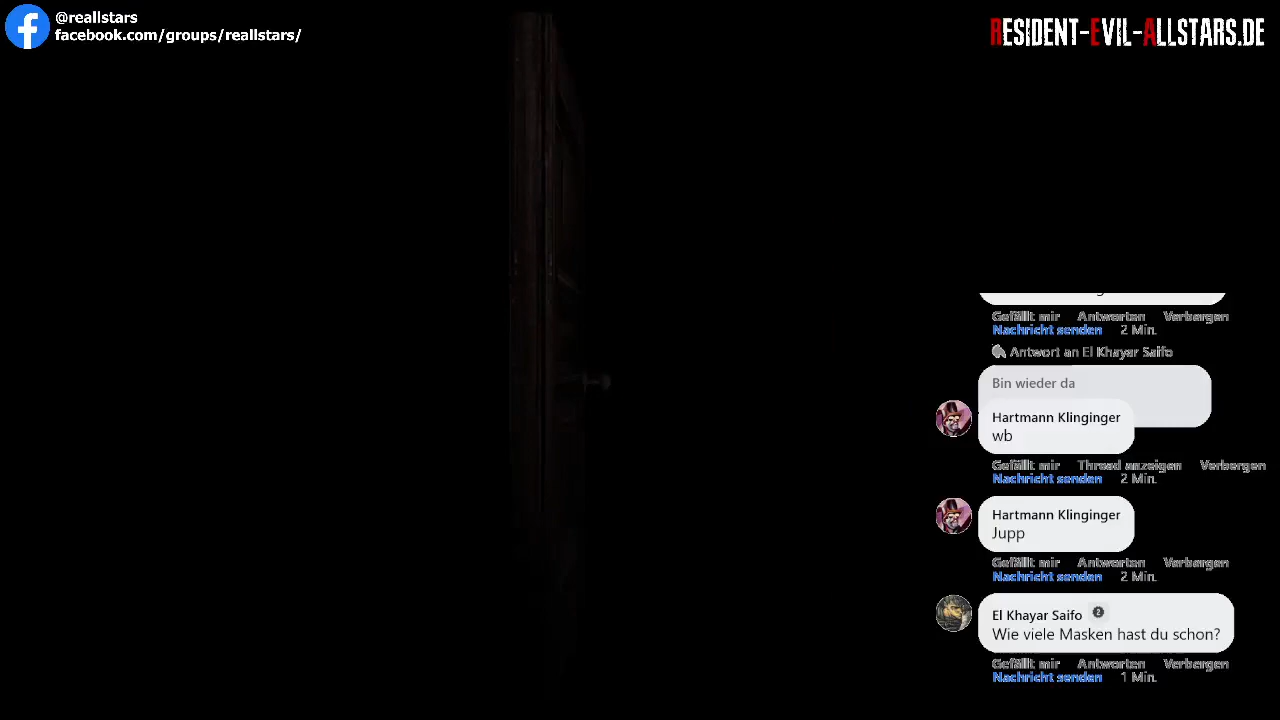 @reallstars
facebook.com/groups/reallstars/
RESIDENT-EVIL-ALLSTARS.DE
Gefällt mir Antworten Verbergen
Nachricht senden 2 Min.
Antwort an El Khayar Saifo
Bin wieder da
Hartmann Klinginger
wb
Gefällt mir Thread anzeigen Verbergen
Nachricht senden 2 Min.
Hartmann Klinginger
Jupp
Gefällt mir Antworten Verbergen
Nachricht senden 2 Min.
El Khayar Saifo 2
Wie viele Masken hast du schon?
Gefällt mir Antworten Verbergen
Nachricht senden 1 Min.